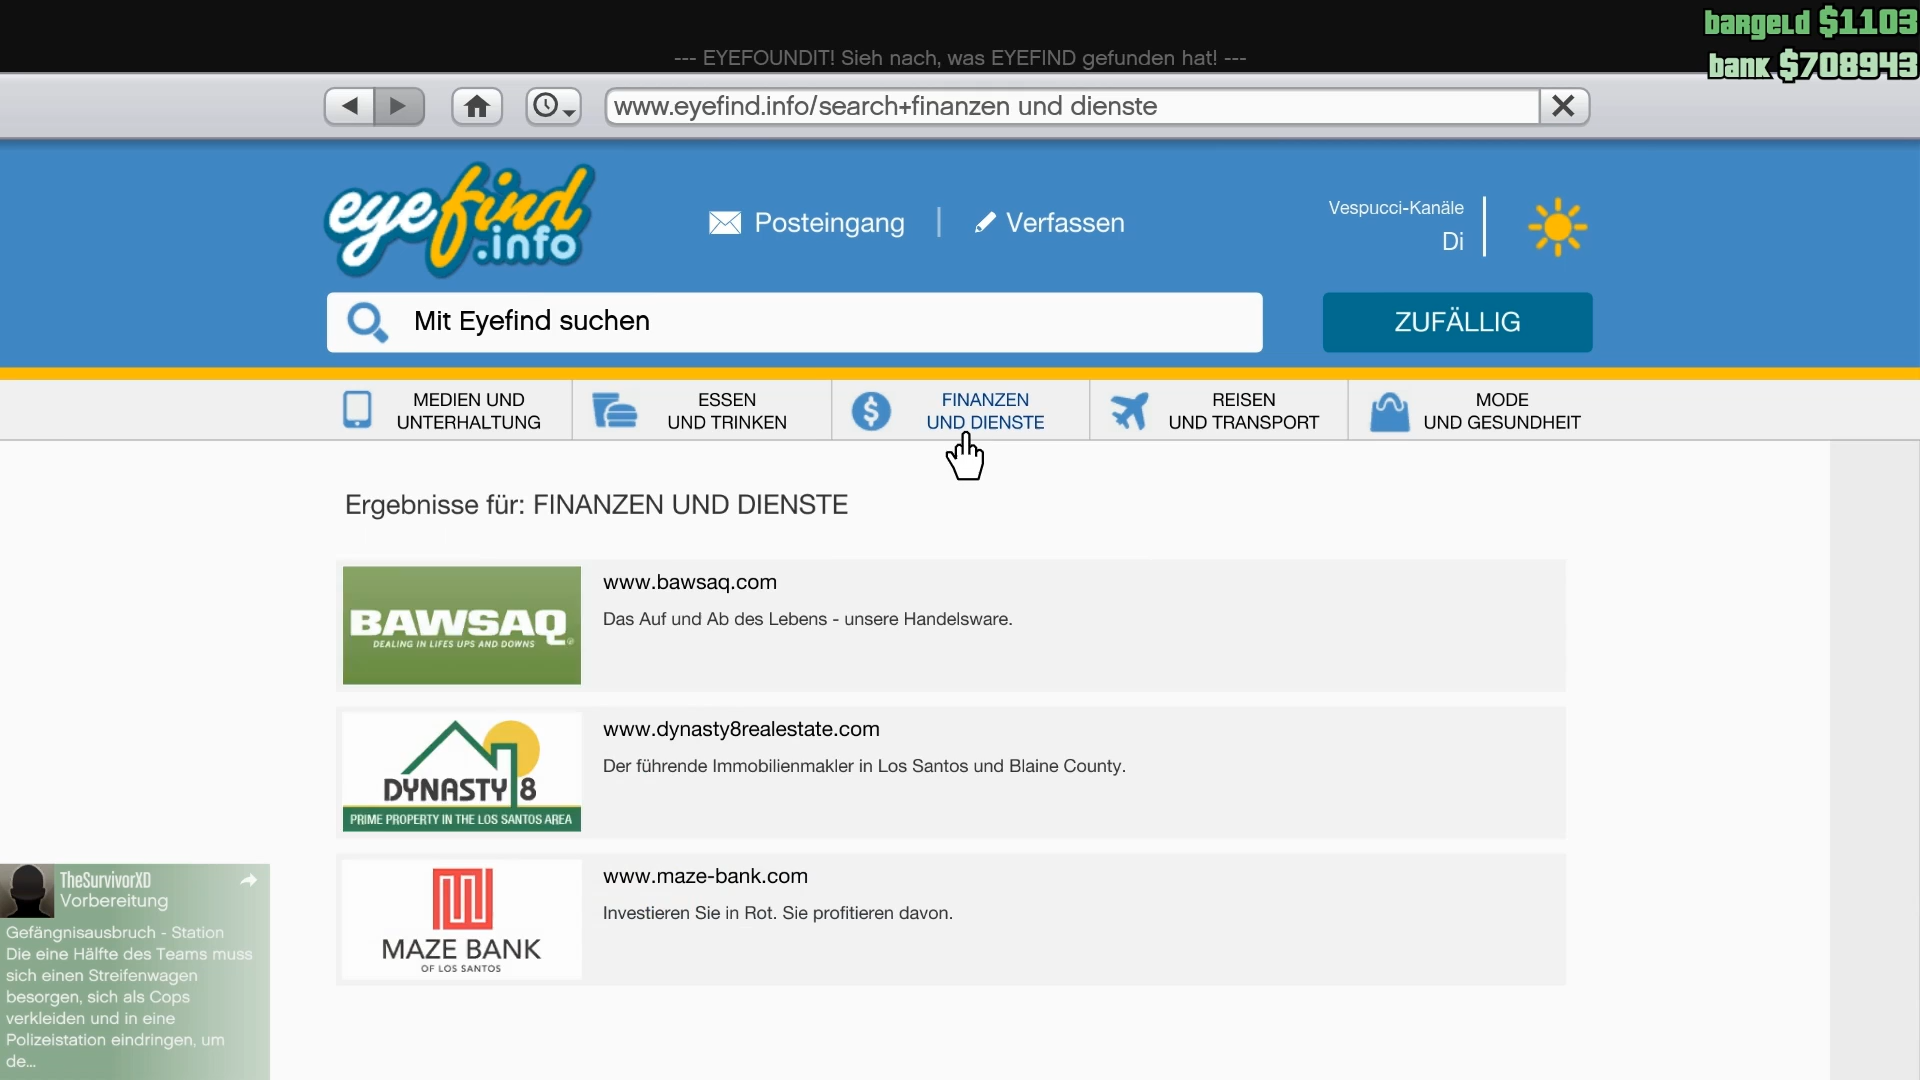 bargeld $1103
bank $708943
--- EYEFOUNDIT! Sieh nach, was EYEFIND gefunden hat! ---
www.eyefind.info/search+finanzen und dienste
eyefind
.info
Posteingang
Verfassen
Vespucci-Kanäle
Di
Mit Eyefind suchen
ZUFÄLLIG
MEDIEN UND
UNTERHALTUNG
ESSEN
UND TRINKEN
FINANZEN
UND DIENSTE
REISEN
UND TRANSPORT
MODE
UND GESUNDHEIT
Ergebnisse für: FINANZEN UND DIENSTE
BAWSAQ
DEALING IN LIFES UPS AND DOWNS
www.bawsaq.com
Das Auf und Ab des Lebens - unsere Handelsware.
DYNASTY 8
PRIME PROPERTY IN THE LOS SANTOS AREA
www.dynasty8realestate.com
Der führende Immobilienmakler in Los Santos und Blaine County.
MAZE BANK
OF LOS SANTOS
www.maze-bank.com
Investieren Sie in Rot. Sie profitieren davon.
TheSurvivorXD
Vorbereitung
Gefängnisausbruch - Station
Die eine Hälfte des Teams muss
sich einen Streifenwagen
besorgen, sich als Cops
verkleiden und in eine
Polizeistation eindringen, um
de...